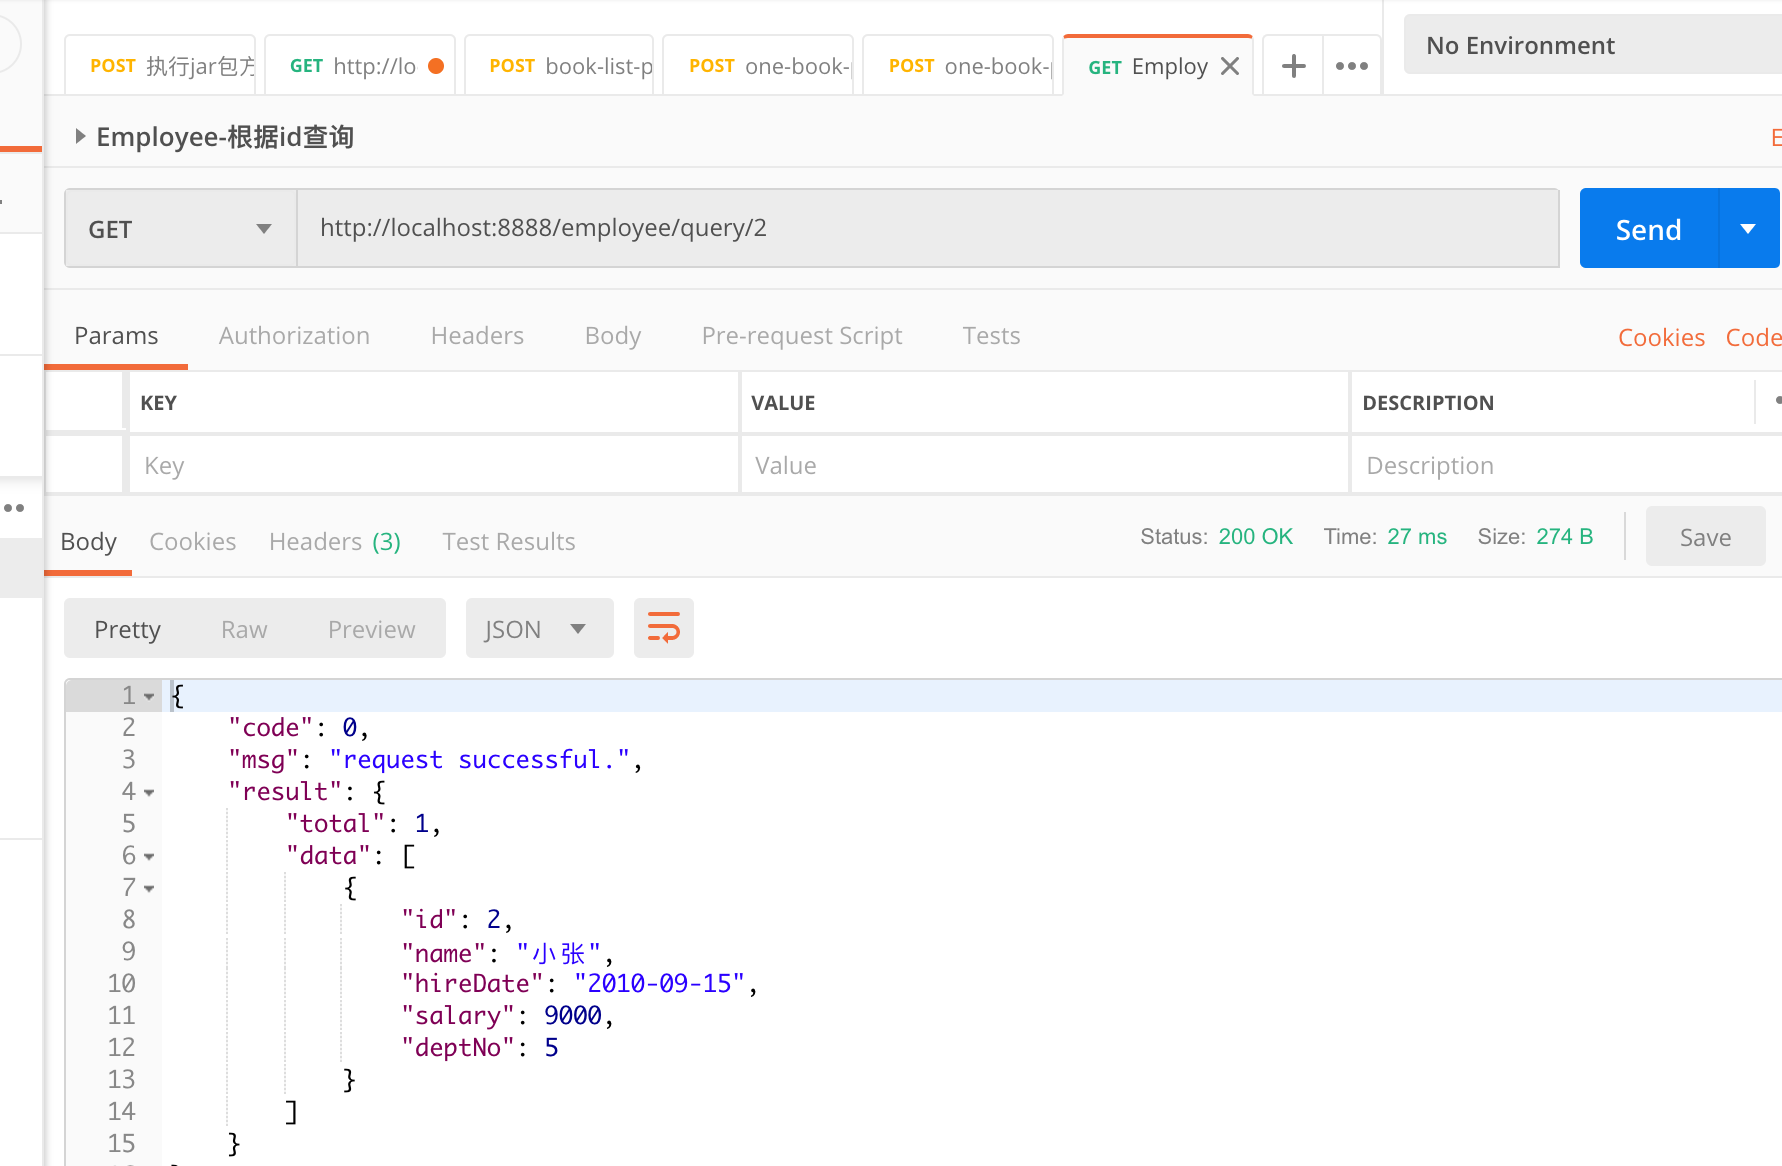 POST 执行jar包方 GET http://lo POST book-list-p POST one-book-p POST one-book-p GET Employ No Environment
Employee-根据id查询
GET http://localhost:8888/employee/query/2 Send
Params Authorization Headers Body Pre-request Script Tests Cookies Code
KEY VALUE DESCRIPTION
Key Value Description
Body Cookies Headers (3) Test Results Status: 200 OK Time: 27 ms Size: 274 B Save
Pretty Raw Preview JSON
1 {
2 "code": 0,
3 "msg": "request successful.",
4 "result": {
5 "total": 1,
6 "data": [
7 {
8 "id": 2,
9 "name": "小张",
10 "hireDate": "2010-09-15",
11 "salary": 9000,
12 "deptNo": 5
13 }
14 ]
15 }